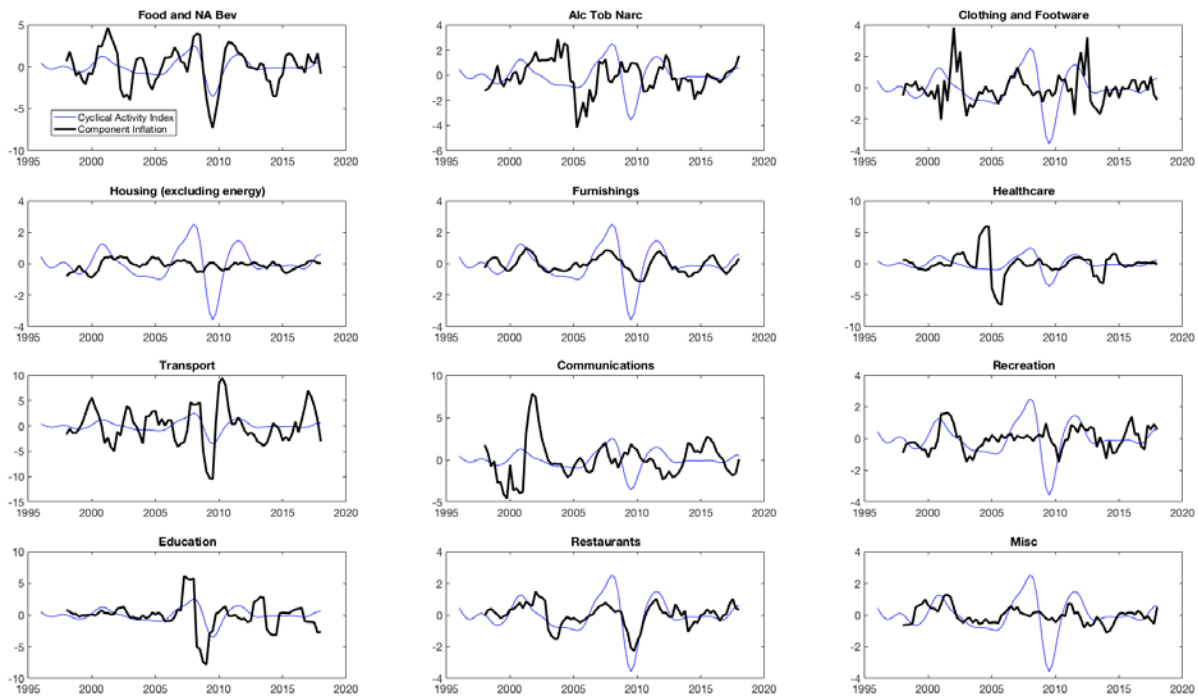 Food and NA Bev
5
0
-5
-10
1995 2000 2005 2010 2015 2020
Cyclical Activity Index
Component Inflation
Alc Tob Narc
4
2
0
-2
-4
-6
1995 2000 2005 2010 2015 2020
Clothing and Footware
4
2
0
-2
-4
1995 2000 2005 2010 2015 2020
Housing (excluding energy)
4
2
0
-2
-4
1995 2000 2005 2010 2015 2020
Furnishings
4
2
0
-2
-4
1995 2000 2005 2010 2015 2020
Healthcare
10
5
0
-5
-10
1995 2000 2005 2010 2015 2020
Transport
10
5
0
-5
-10
-15
1995 2000 2005 2010 2015 2020
Communications
10
5
0
-5
1995 2000 2005 2010 2015 2020
Recreation
4
2
0
-2
-4
1995 2000 2005 2010 2015 2020
Education
10
5
0
-5
-10
1995 2000 2005 2010 2015 2020
Restaurants
4
2
0
-2
-4
1995 2000 2005 2010 2015 2020
Misc
4
2
0
-2
-4
1995 2000 2005 2010 2015 2020